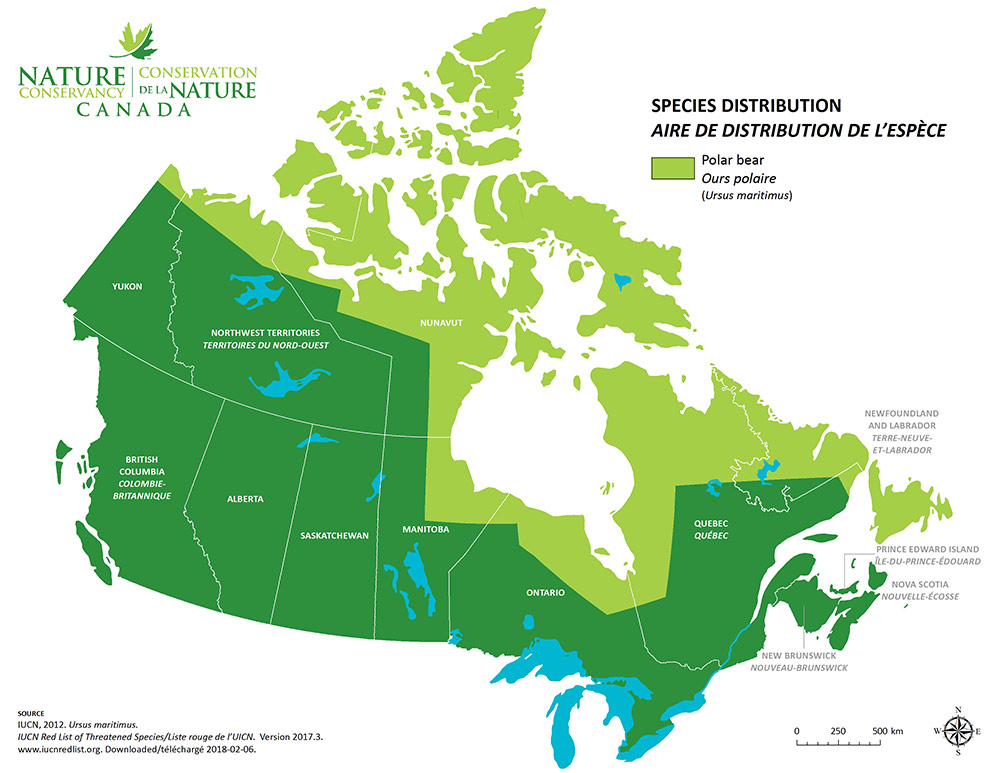 NATURE
CONSERVANCY
CONSERVATION
DE LA NATURE
CANADA
SPECIES DISTRIBUTION
AIRE DE DISTRIBUTION DE L'ESPÈCE
Polar bear
Ours polaire
(Ursus maritimus)
YUKON
NORTHWEST TERRITORIES
TERRITOIRES DU NORD-OUEST
NUNAVUT
NEWFOUNDLAND
AND LABRADOR
TERRE-NEUVE-
ET-LABRADOR
BRITISH
COLUMBIA
COLOMBIE-
BRITANNIQUE
ALBERTA
SASKATCHEWAN
MANITOBA
ONTARIO
QUEBEC
QUÉBEC
PRINCE EDWARD ISLAND
ÎLE-DU-PRINCE-ÉDOUARD
NOVA SCOTIA
NOUVELLE-ÉCOSSE
NEW BRUNSWICK
NOUVEAU-BRUNSWICK
SOURCE
IUCN, 2012. Ursus maritimus.
IUCN Red List of Threatened Species/Liste rouge de l'UICN. Version 2017.3.
www.iucnredlist.org. Downloaded/téléchargé 2018-02-06.
0 250 500 km
N
W E
S